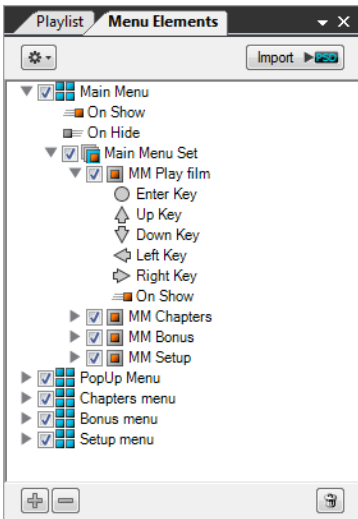 Playlist Menu Elements
Import PSD
Main Menu
On Show
On Hide
Main Menu Set
MM Play film
Enter Key
Up Key
Down Key
Left Key
Right Key
On Show
MM Chapters
MM Bonus
MM Setup
PopUp Menu
Chapters menu
Bonus menu
Setup menu